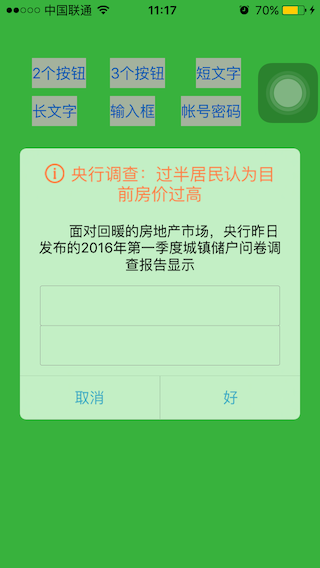 中国联通 11:17 70%
2个按钮 3个按钮 短文字
长文字 输入框 帐号密码
央行调查：过半居民认为目
前房价过高
面对回暖的房地产市场，央行昨日
发布的2016年第一季度城镇储户问卷调
查报告显示
取消 好